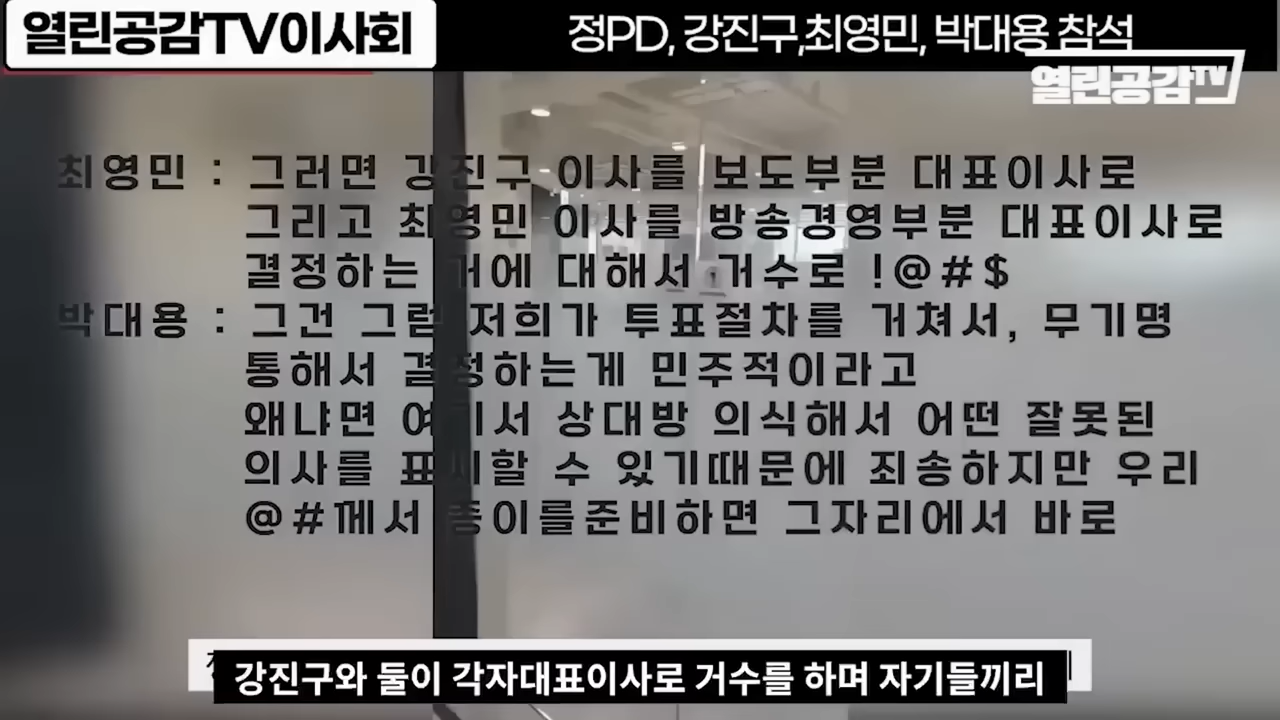 열린공감TV이사회
정PD, 강진구,최영민, 박대용 참석
열린공감TV
최영민 : 그러면 강진구 이사를 보도부분 대표이사로
그리고 최영민 이사를 방송경영부분 대표이사로
결정하는 거에 대해서 거수로 !@#$
박대용 : 그건 그럼 저희가 투표절차를 거쳐서, 무기명
통해서 결정하는게 민주적이라고
왜냐면 여기서 상대방 의식해서 어떤 잘못된
의사를 표시할 수 있기때문에 죄송하지만 우리
@#께서 종이를준비하면 그자리에서 바로
강진구와 둘이 각자대표이사로 거수를 하며 자기들끼리